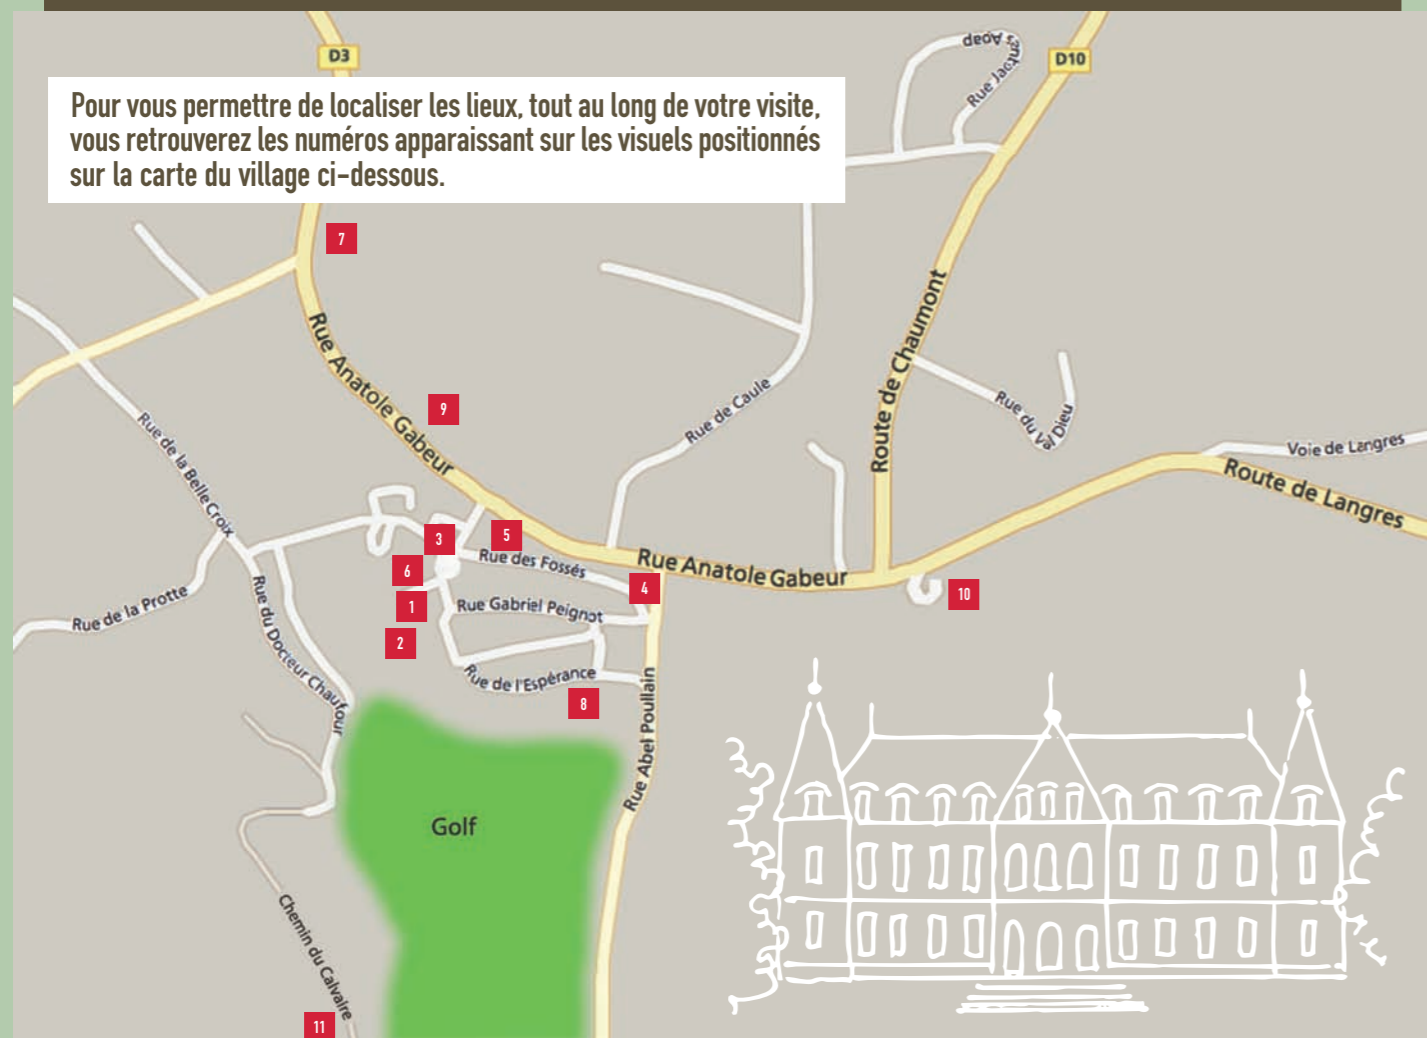 D3
D10
Rue Jacintor's Adap
Pour vous permettre de localiser les lieux, tout au long de votre visite,
vous retrouverez les numéros apparaissant sur les visuels positionnés
sur la carte du village ci-dessous.
7
Rue Anatole Gabeur
9
Rue de Caule
Route de Chaumont
Rue du Val Dieu
Voie de Langres
Route de Langres
Rue de la Belle Croix
3
5
Rue des Fossés
Rue Anatole Gabeur
6
4
10
1
Rue Gabriel Peignot
Rue de la Protte
Rue du Docteur Chaufour
2
Rue de l'Espérance
8
Rue Abel Poullain
Golf
Chemin du Calvaire
11